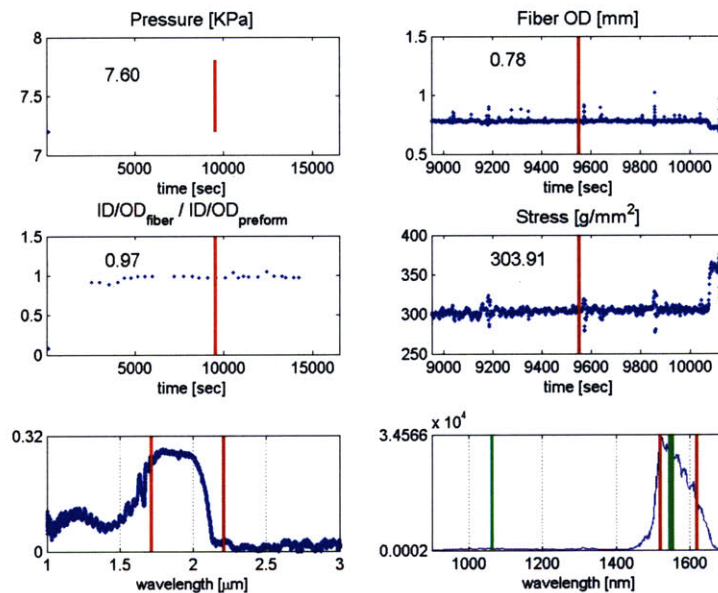 Pressure [KPa]
8
7.5
7
7.60
5000 10000 15000
time [sec]
Fiber OD [mm]
1.5
1
0.5
0.78
9000 9200 9400 9600 9800 10000
time [sec]
ID/OD_fiber / ID/OD_preform
1.5
1
0.5
0
0.97
5000 10000 15000
time [sec]
Stress [g/mm²]
400
350
300
250
303.91
9000 9200 9400 9600 9800 10000
time [sec]
0.32
0
1 1.5 2 2.5 3
wavelength [μm]
x 10⁴
3.4566
0.0002
1000 1200 1400 1600
wavelength [nm]